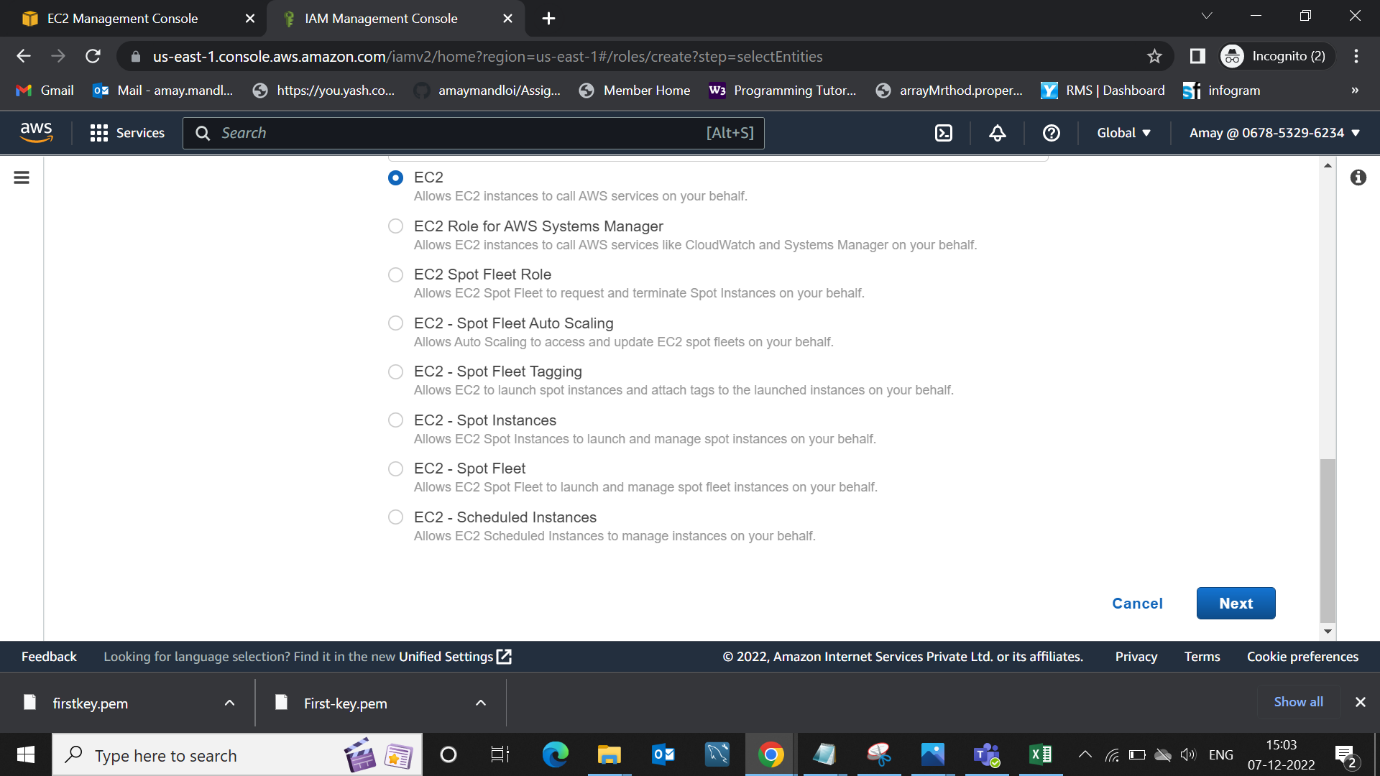 EC2 Management Console
IAM Management Console
us-east-1.console.aws.amazon.com/iamv2/home?region=us-east-1#/roles/create?step=selectEntities
Incognito (2)
Gmail
Mail - amay.mandl...
https://you.yash.co...
amaymandloi/Assig...
Member Home
W3 Programming Tutor...
arrayMrthod.proper...
Y RMS | Dashboard
infogram
»
aws
Services
Search
[Alt+S]
Global
Amay @ 0678-5329-6234
EC2
Allows EC2 instances to call AWS services on your behalf.
EC2 Role for AWS Systems Manager
Allows EC2 instances to call AWS services like CloudWatch and Systems Manager on your behalf.
EC2 Spot Fleet Role
Allows EC2 Spot Fleet to request and terminate Spot Instances on your behalf.
EC2 - Spot Fleet Auto Scaling
Allows Auto Scaling to access and update EC2 spot fleets on your behalf.
EC2 - Spot Fleet Tagging
Allows EC2 to launch spot instances and attach tags to the launched instances on your behalf.
EC2 - Spot Instances
Allows EC2 Spot Instances to launch and manage spot instances on your behalf.
EC2 - Spot Fleet
Allows EC2 Spot Fleet to launch and manage spot fleet instances on your behalf.
EC2 - Scheduled Instances
Allows EC2 Scheduled Instances to manage instances on your behalf.
Cancel
Next
Feedback
Looking for language selection? Find it in the new Unified Settings
© 2022, Amazon Internet Services Private Ltd. or its affiliates.
Privacy
Terms
Cookie preferences
firstkey.pem
First-key.pem
Show all
Type here to search
ENG
15:03
07-12-2022
2